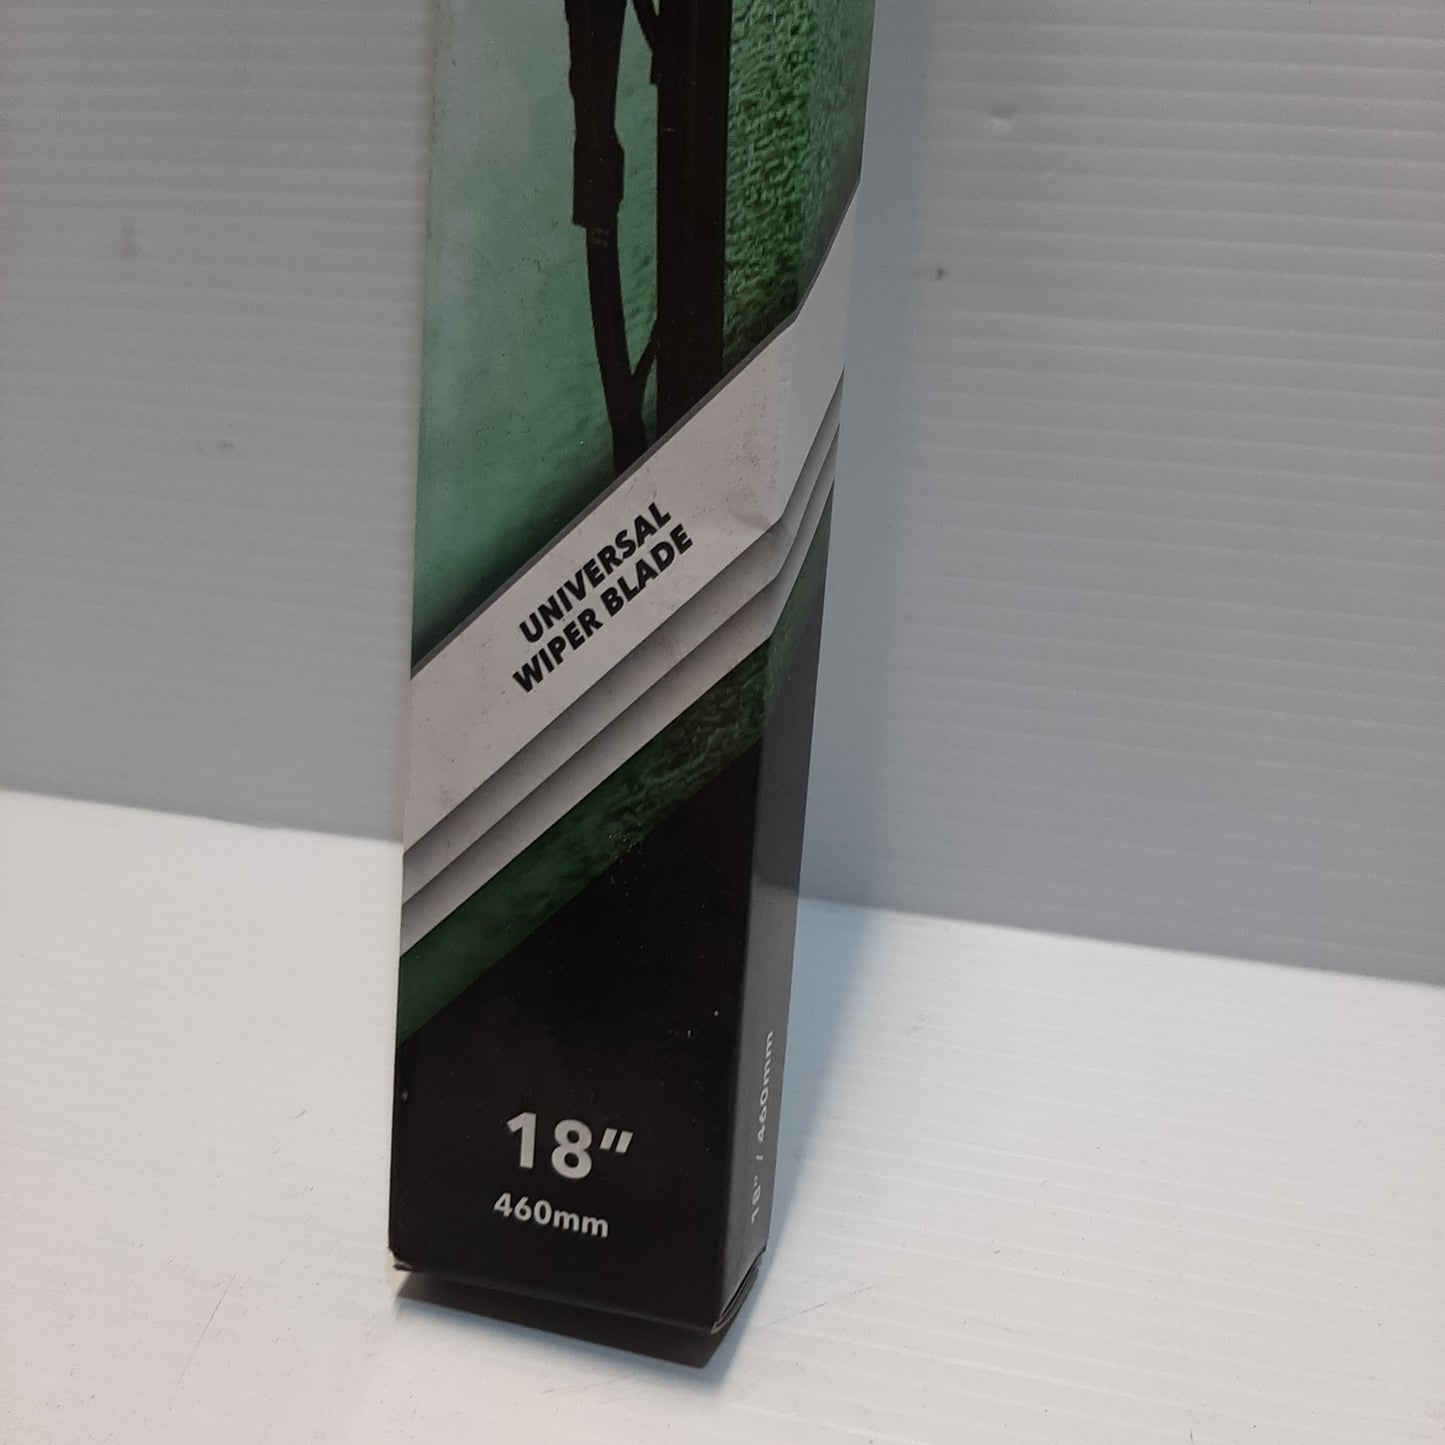 UNIVERSAL
WIPER BLADE
18"
460mm
18" / 460mm